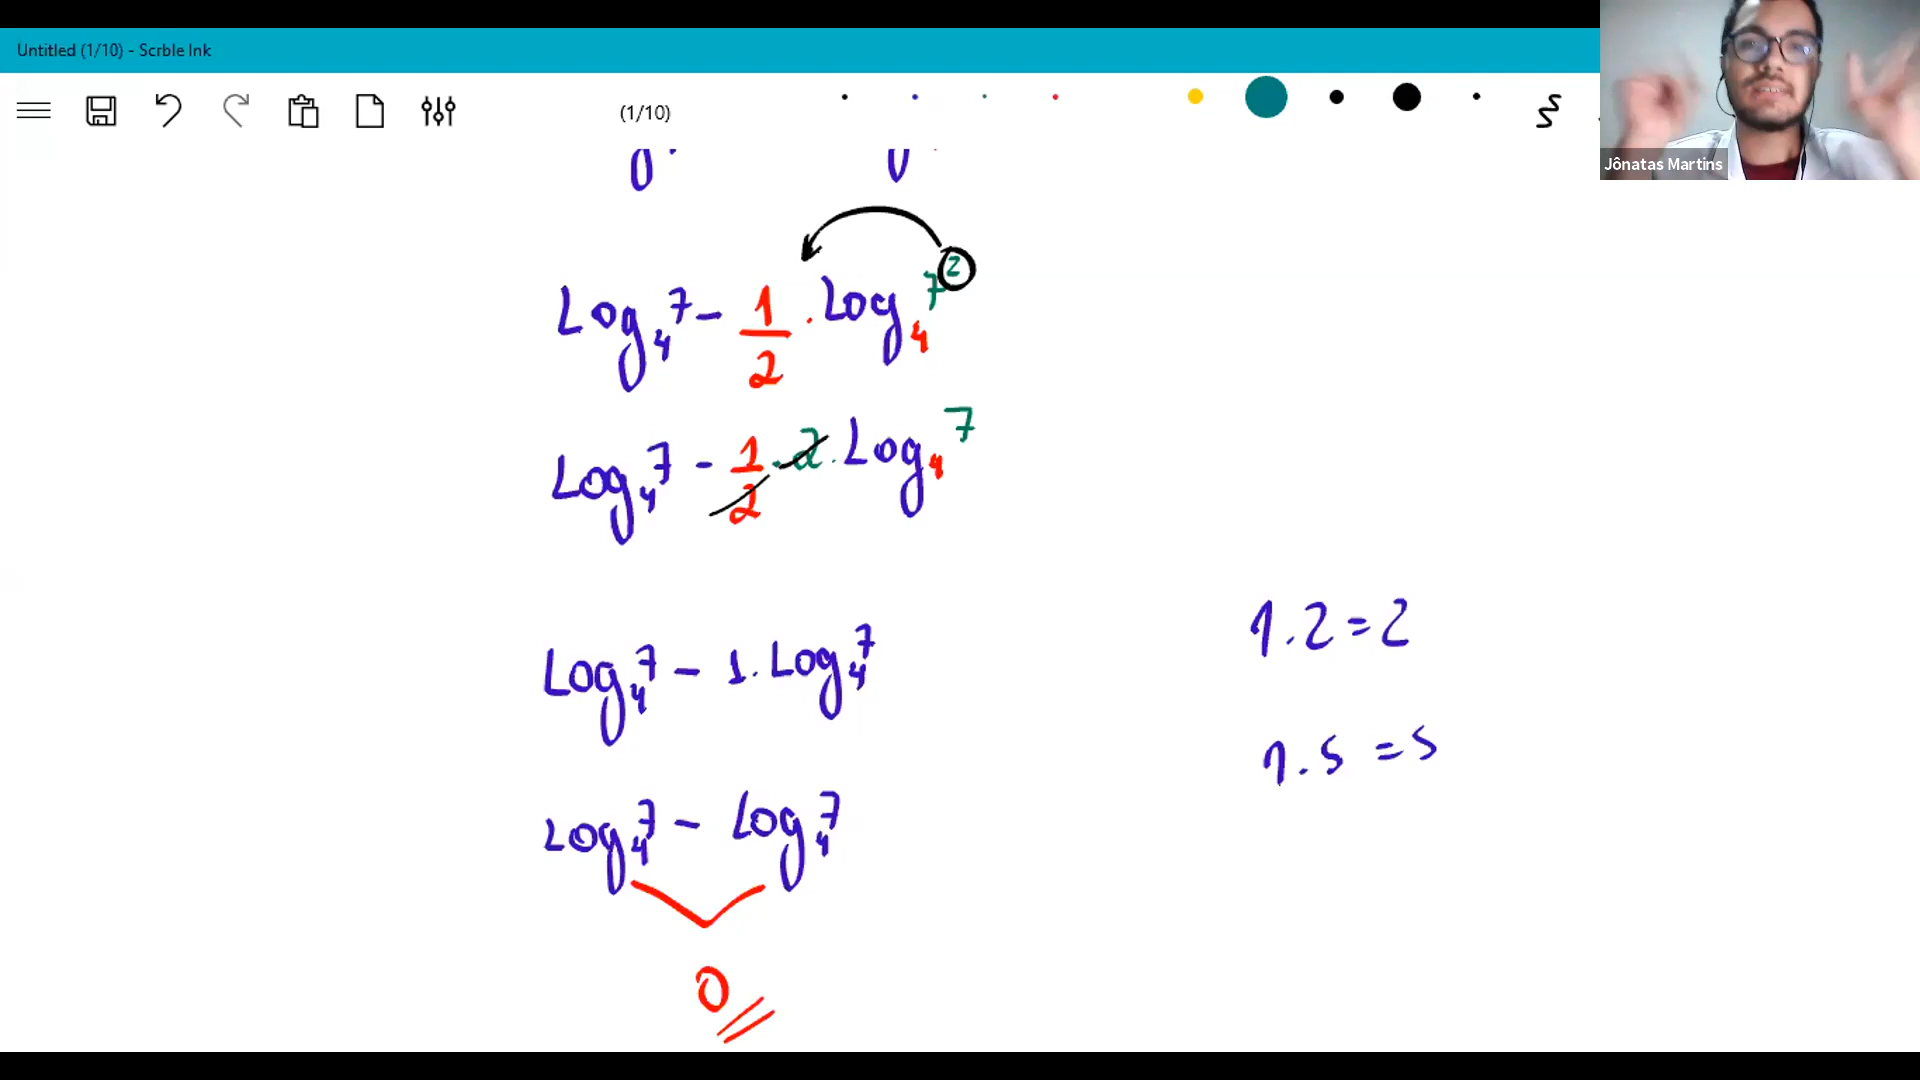 Untitled (1/10) - Scrble Ink
(1/10)
Jônatas Martins
Log₄⁷ - 1/2 . Log₄7²
Log₄⁷ - 1/2 . 2 . Log₄⁷
1.2=2
Log₄⁷ - 1. Log₄⁷
1.5 =5
Log₄⁷ - Log₄⁷
0